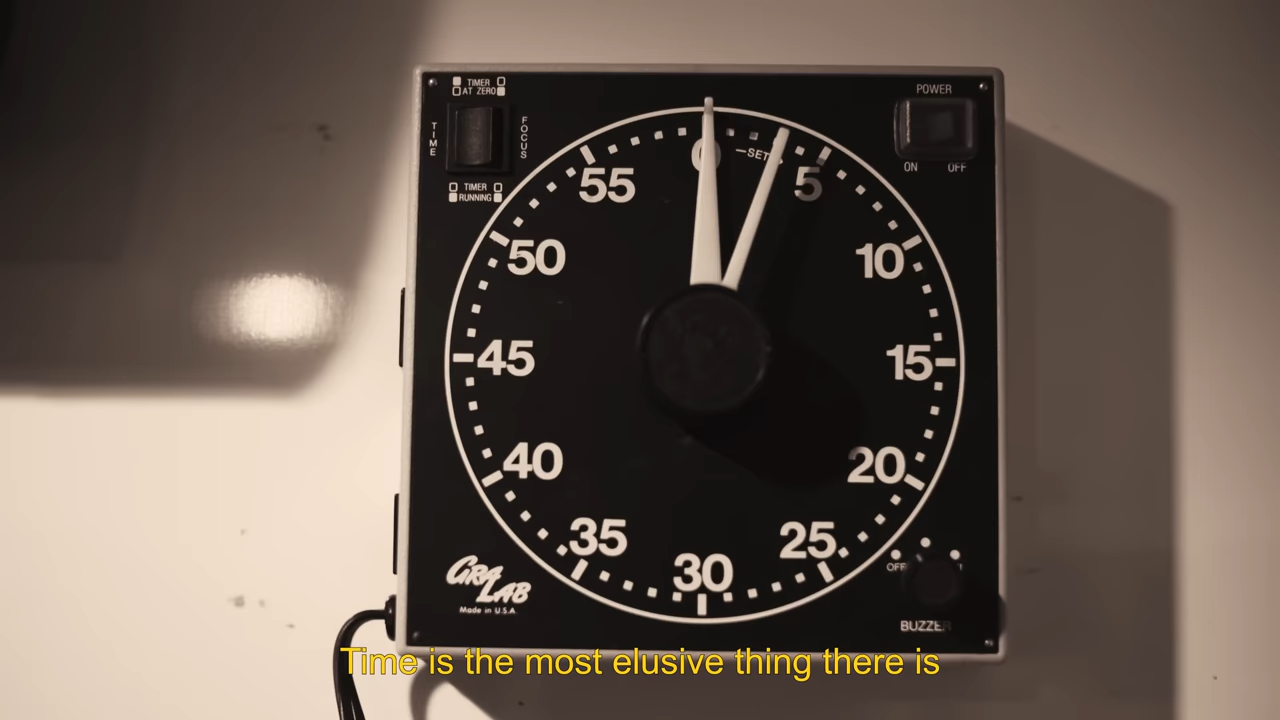 TIMER
AT ZERO
TIME
FOCUS
TIMER
RUNNING
POWER
ON OFF
0
SET
5
10
15
20
25
30
35
40
45
50
55
GRALAB
Made in U.S.A
OFF
BUZZER
Time is the most elusive thing there is